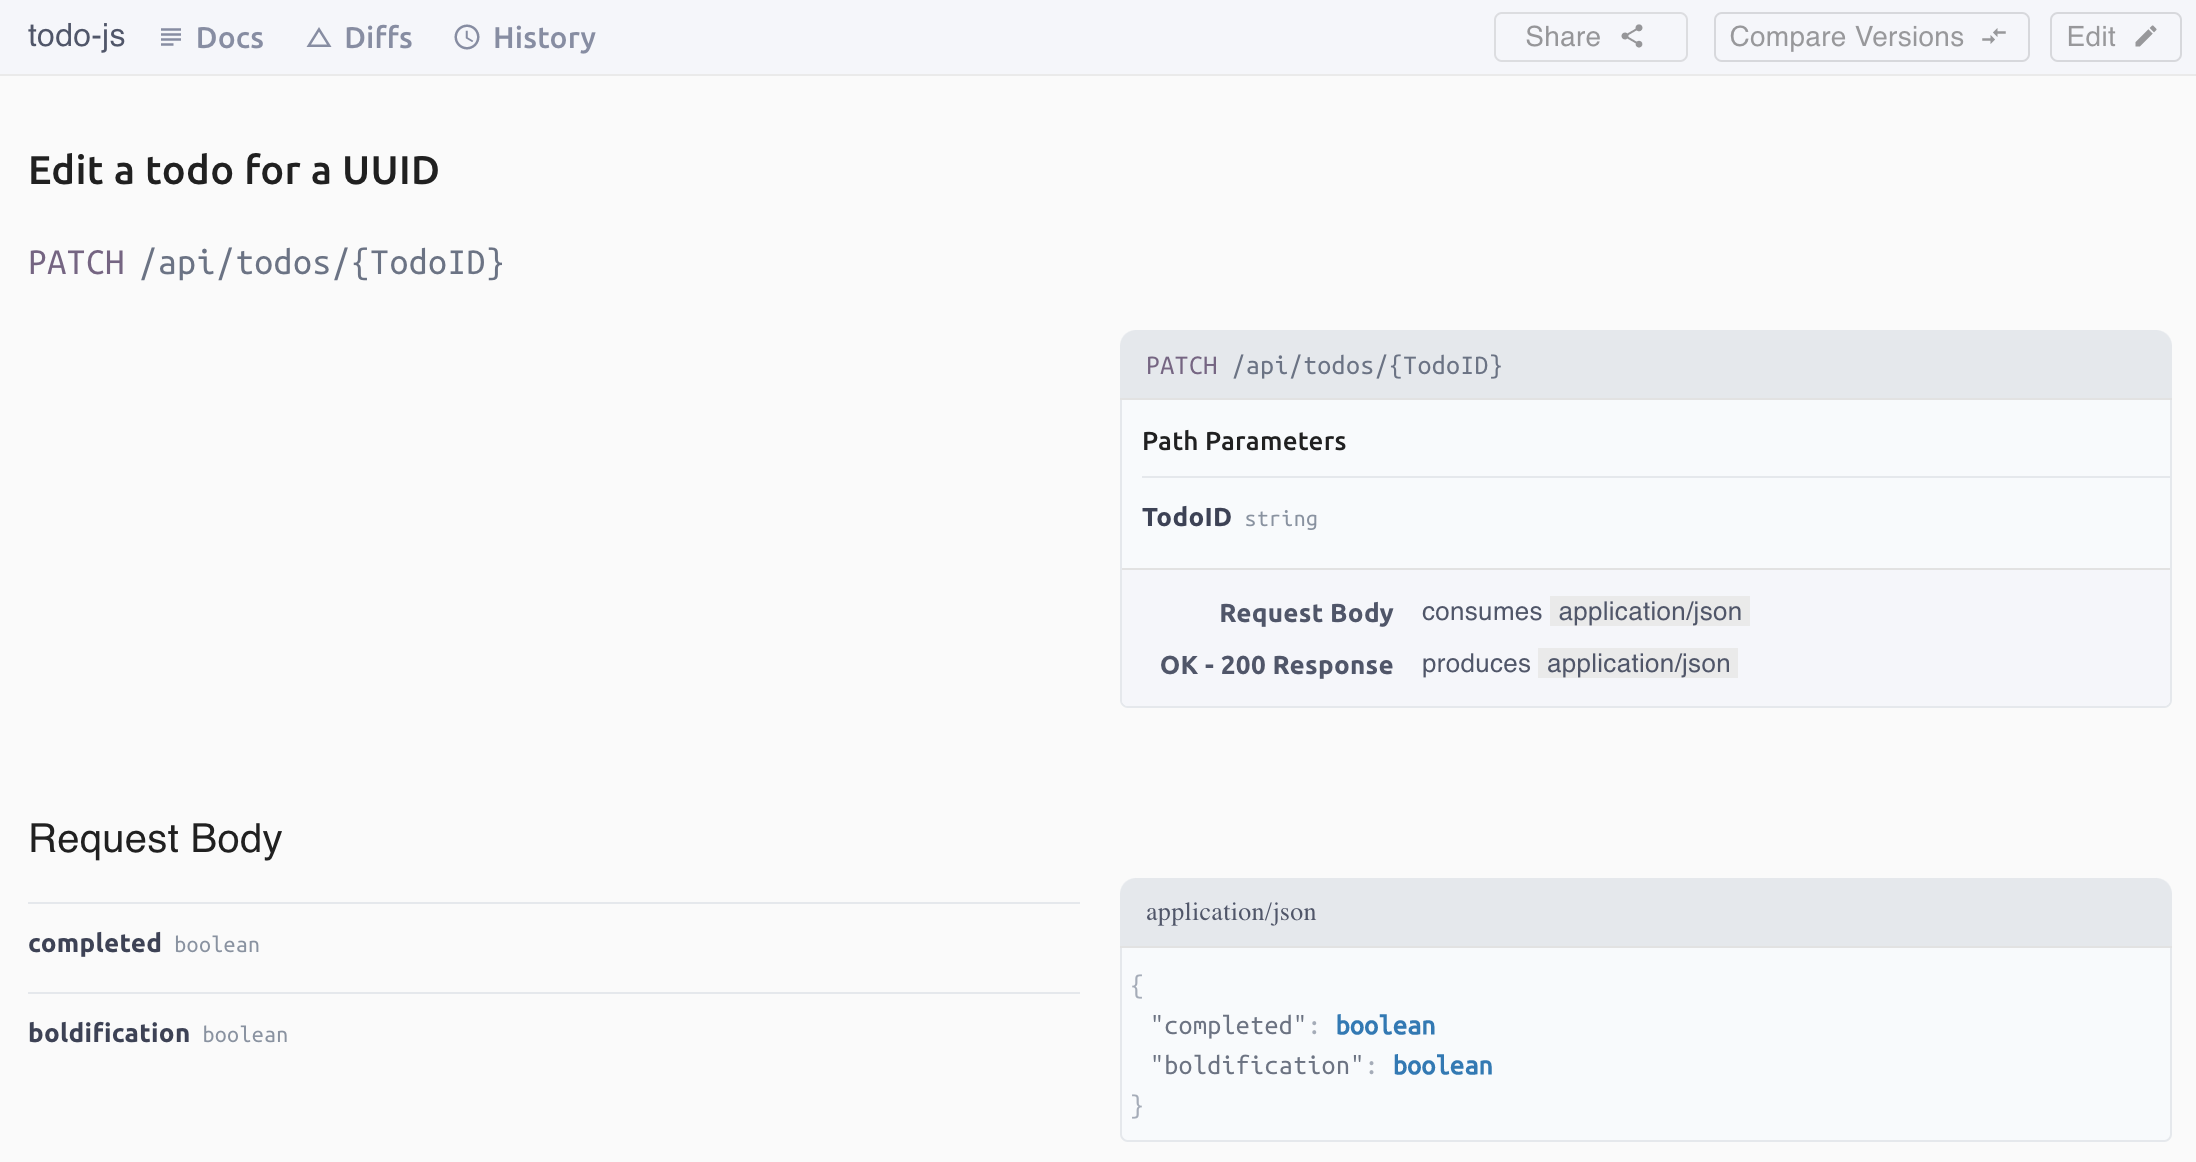 todo-js Docs Diffs History Share Compare Versions Edit
Edit a todo for a UUID
PATCH /api/todos/{TodoID}
PATCH /api/todos/{TodoID}
Path Parameters
TodoID string
Request Body consumes application/json
OK - 200 Response produces application/json
Request Body
completed boolean
boldification boolean
application/json
{
"completed": boolean
"boldification": boolean
}